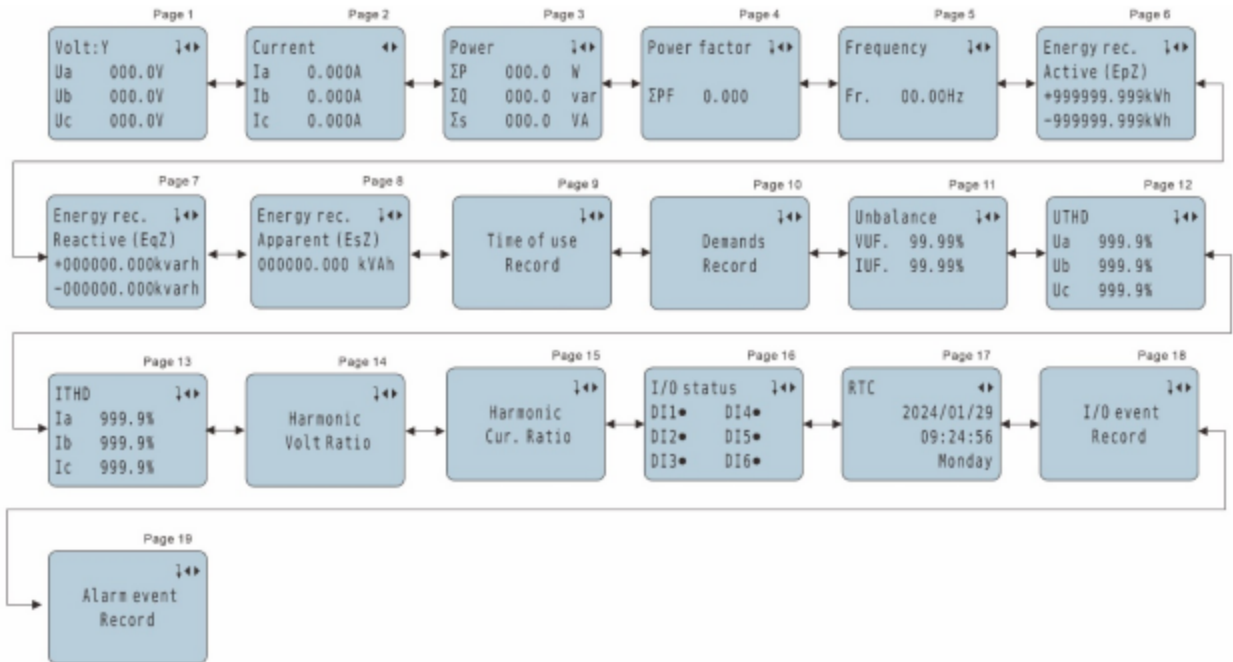 Page 1
Volt:Y ↴◂▸
Ua 000.0V
Ub 000.0V
Uc 000.0V
Page 2
Current ◂▸
Ia 0.000A
Ib 0.000A
Ic 0.000A
Page 3
Power ↴◂▸
ΣP 000.0 W
ΣQ 000.0 var
Σs 000.0 VA
Page 4
Power factor ↴◂▸
ΣPF 0.000
Page 5
Frequency ↴◂▸
Fr. 00.00Hz
Page 6
Energy rec. ↴◂▸
Active (EpZ)
+999999.999kWh
-999999.999kWh
Page 7
Energy rec. ↴◂▸
Reactive (EqZ)
+000000.000kvarh
-000000.000kvarh
Page 8
Energy rec. ↴◂▸
Apparent (EsZ)
000000.000 kVAh
Page 9
↴◂▸
Time of use
Record
Page 10
↴◂▸
Demands
Record
Page 11
Unbalance ↴◂▸
VUF. 99.99%
IUF. 99.99%
Page 12
UTHD ↴◂▸
Ua 999.9%
Ub 999.9%
Uc 999.9%
Page 13
ITHD ↴◂▸
Ia 999.9%
Ib 999.9%
Ic 999.9%
Page 14
↴◂▸
Harmonic
Volt Ratio
Page 15
↴◂▸
Harmonic
Cur. Ratio
Page 16
I/O status ↴◂▸
DI1● DI4●
DI2● DI5●
DI3● DI6●
Page 17
RTC ◂▸
2024/01/29
09:24:56
Monday
Page 18
↴◂▸
I/O event
Record
Page 19
↴◂▸
Alarm event
Record